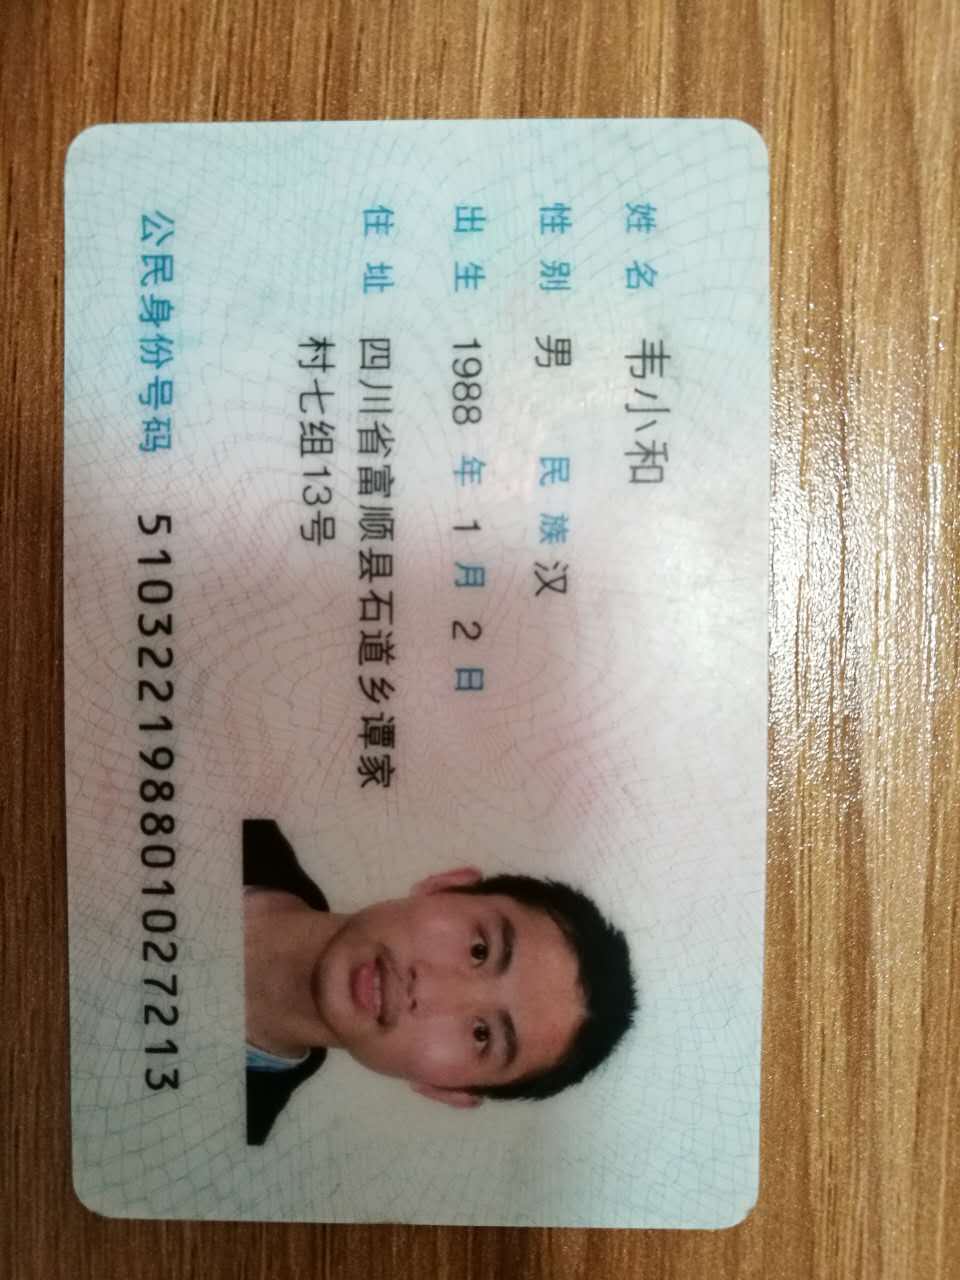 姓名 韦小和
性别 男 民族 汉
出生 1988 年 1 月 2 日
住址 四川省富顺县石道乡谭家
村七组13号
公民身份号码 510322198801027213